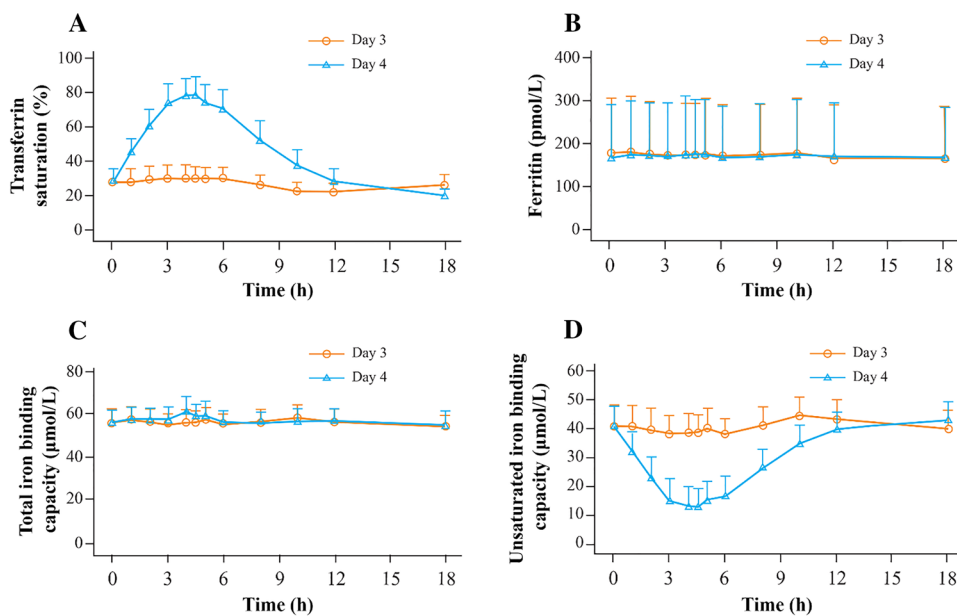 A
Day 3
Day 4
Transferrin
saturation (%)
100
80
60
40
20
0
0 3 6 9 12 15 18
Time (h)
B
Day 3
Day 4
Ferritin (pmol/L)
400
300
200
100
0
0 3 6 9 12 15 18
Time (h)
C
Day 3
Day 4
Total iron binding
capacity (µmol/L)
80
60
40
20
0
0 3 6 9 12 15 18
Time (h)
D
Day 3
Day 4
Unsaturated iron binding
capacity (µmol/L)
60
50
40
30
20
10
0
0 3 6 9 12 15 18
Time (h)